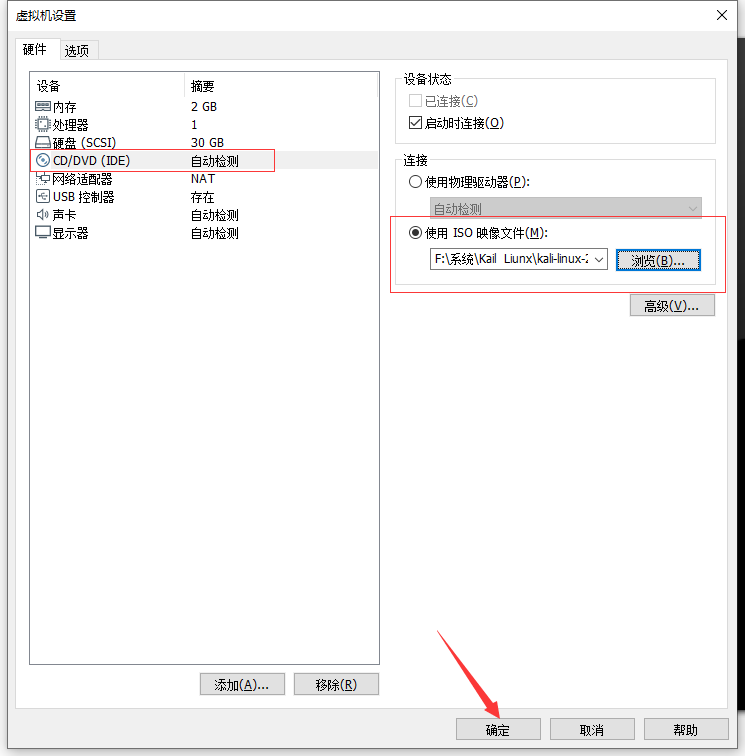 虚拟机设置
硬件 选项
设备 摘要
内存 2 GB
处理器 1
硬盘 (SCSI) 30 GB
CD/DVD (IDE) 自动检测
网络适配器 NAT
USB 控制器 存在
声卡 自动检测
显示器 自动检测
添加(A)... 移除(R)
设备状态
已连接(C)
启动时连接(O)
连接
使用物理驱动器(P):
自动检测
使用 ISO 映像文件(M):
F:\系统\Kail Liunx\kali-linux-2 浏览(B)...
高级(V)...
确定 取消 帮助